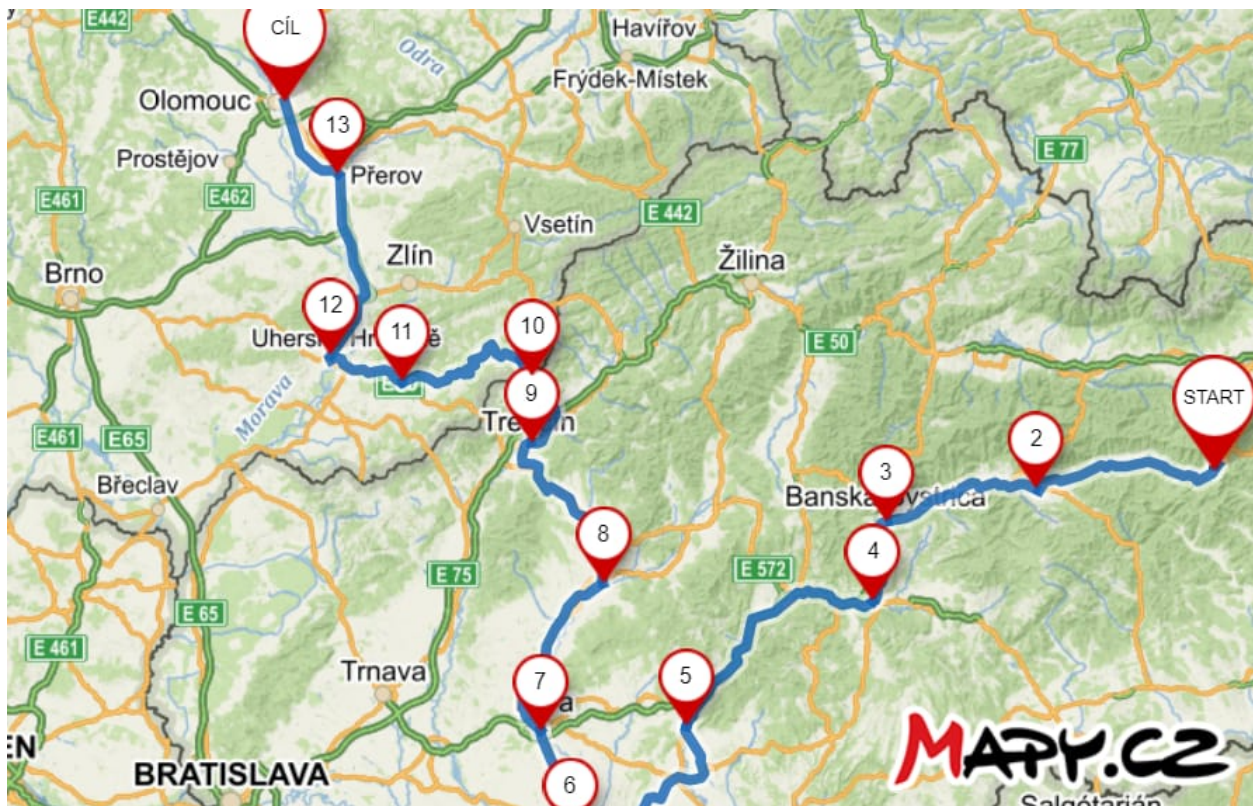 E442
CÍL
Odra
Havířov
Frýdek-Místek
Olomouc
13
Prostějov
Přerov
E 77
E461
E462
E 442
Vsetín
Zlín
Žilina
Brno
12
10
11
E 50
START
9
Morava
E461
E65
2
3
Břeclav
8
4
E 75
E 572
E 65
E 461
Trnava
5
7
6
BRATISLAVA
MAPY.CZ